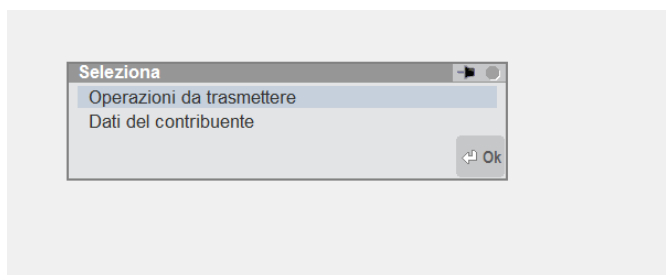 Seleziona
Operazioni da trasmettere
Dati del contribuente
Ok